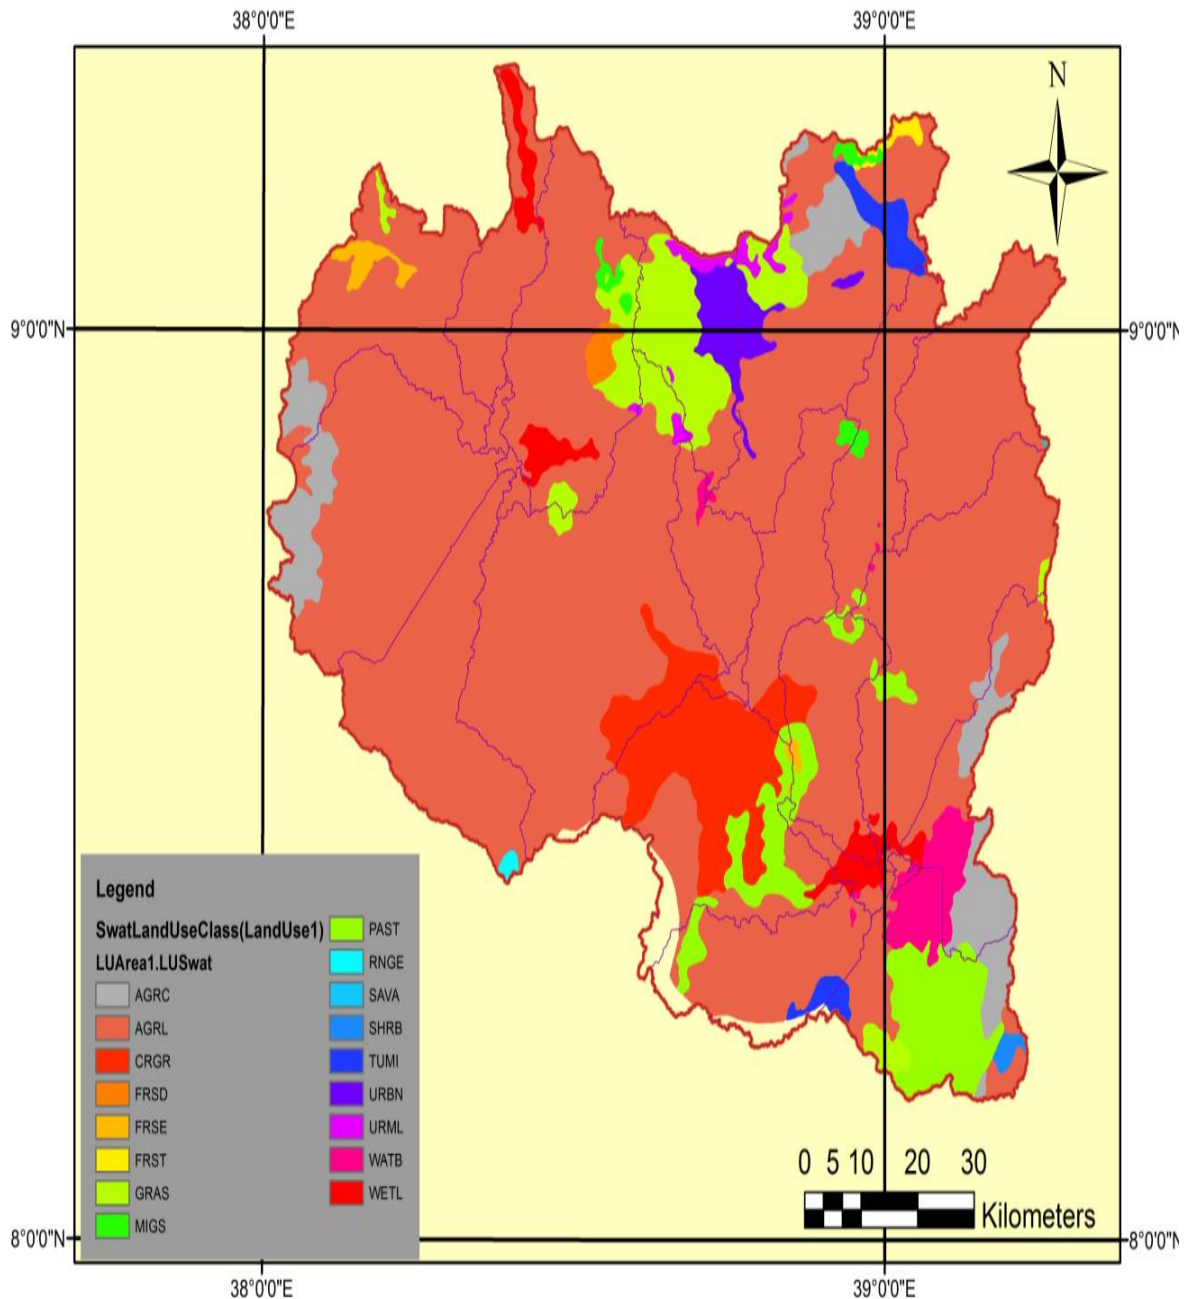 38°0'0"E 39°0'0"E
N
9°0'0"N 9°0'0"N
Legend
SwatLandUseClass(LandUse1)
LUArea1.LUSwat
AGRC
AGRL
CRGR
FRSD
FRSE
FRST
GRAS
MIGS
PAST
RNGE
SAVA
SHRB
TUMI
URBN
URML
WATB
WETL
0 5 10 20 30
Kilometers
8°0'0"N 8°0'0"N
38°0'0"E 39°0'0"E